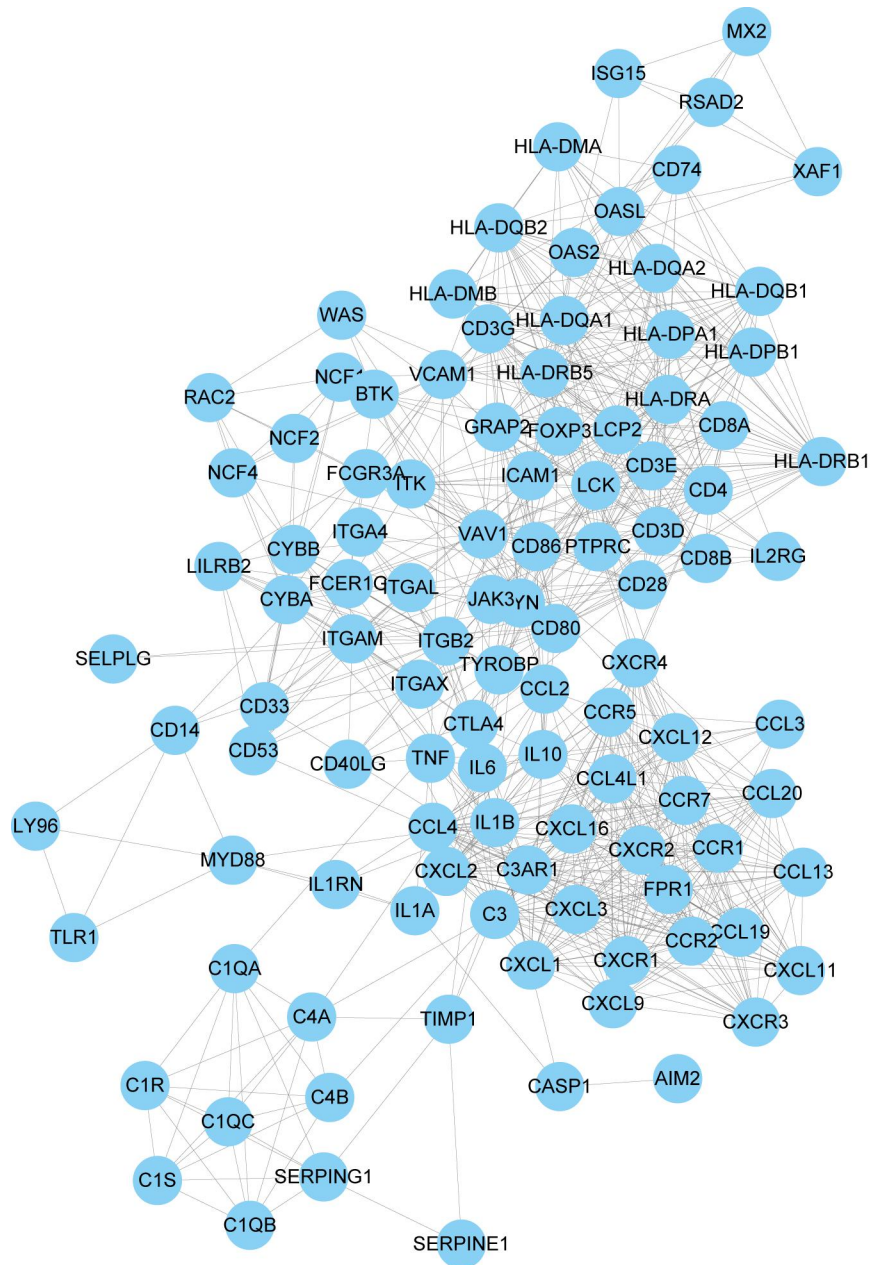 MX2
ISG15
RSAD2
HLA-DMA
CD74
XAF1
OASL
HLA-DQB2
OAS2
HLA-DQA2
HLA-DMB
HLA-DQB1
WAS
CD3G
HLA-DQA1
HLA-DPA1
HLA-DPB1
NCF1
VCAM1
HLA-DRB5
RAC2
BTK
HLA-DRA
NCF2
GRAP2
FOXP3
LCP2
CD8A
NCF4
FCGR3A
ITK
ICAM1
LCK
CD3E
CD4
HLA-DRB1
ITGA4
VAV1
CD86
PTPRC
CD3D
CD8B
IL2RG
CYBB
LILRB2
CYBA
FCER1G
ITGAL
JAK3
YN
CD28
ITGAM
ITGB2
CD80
SELPLG
TYROBP
CXCR4
ITGAX
CCL2
CD33
CTLA4
CCR5
CXCL12
CCL3
CD14
CD53
CD40LG
TNF
IL6
IL10
CCL4L1
CCR7
CCL20
LY96
CCL4
IL1B
CXCL16
CXCR2
CCR1
MYD88
IL1RN
CXCL2
C3AR1
FPR1
CCL13
TLR1
IL1A
C3
CXCL3
CCR2
CCL19
C1QA
CXCL1
CXCR1
CXCL11
C4A
TIMP1
CXCL9
CXCR3
C1R
C4B
CASP1
AIM2
C1QC
C1S
SERPING1
C1QB
SERPINE1